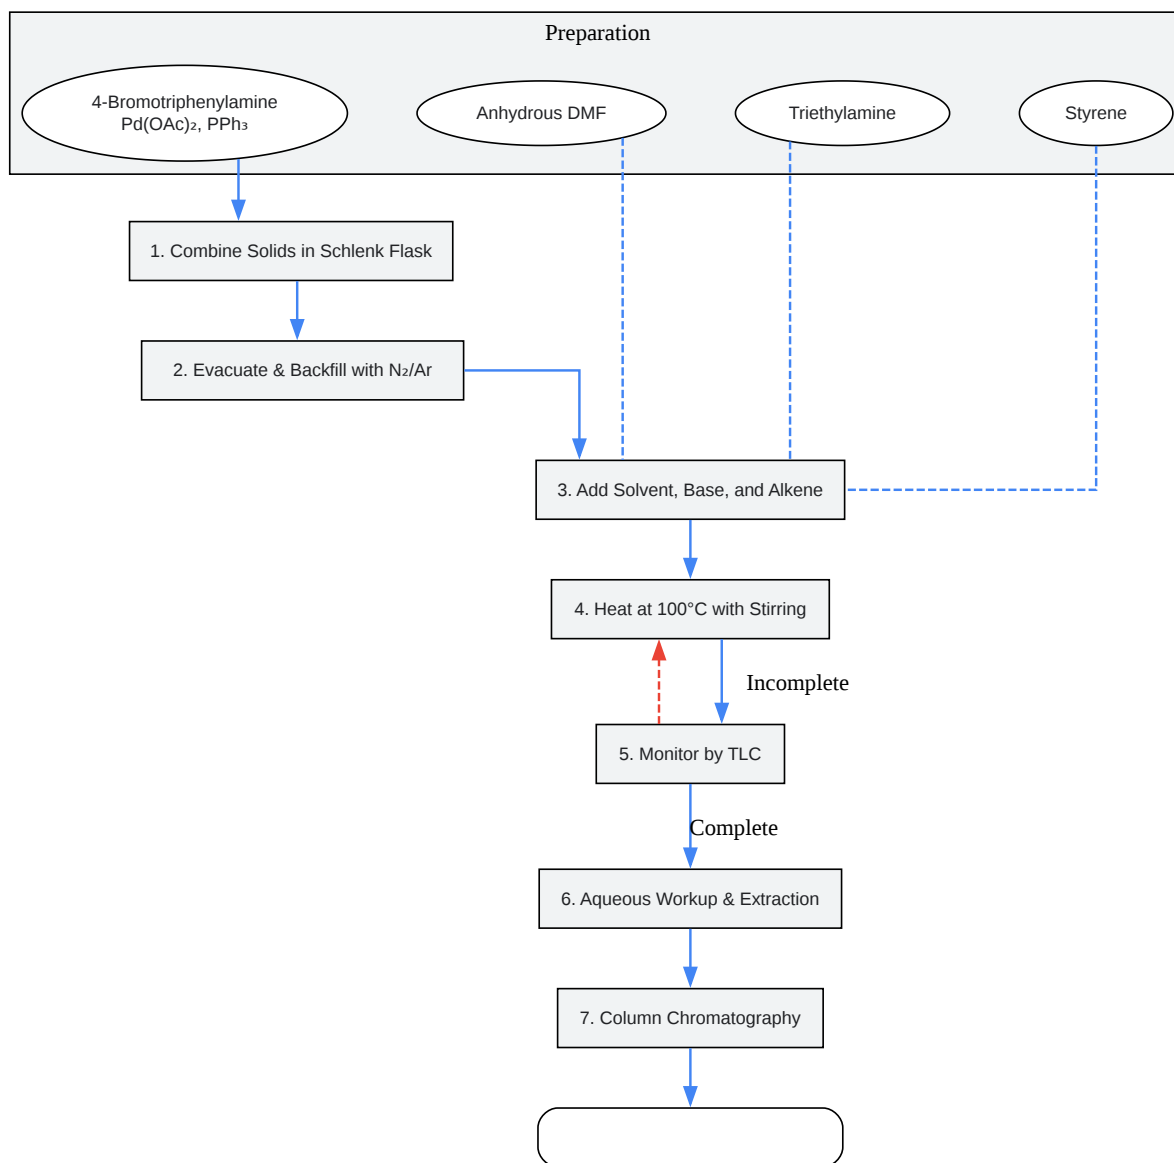 Preparation
4-Bromotriphenylamine
Pd(OAc)₂, PPh₃
Anhydrous DMF
Triethylamine
Styrene
1. Combine Solids in Schlenk Flask
2. Evacuate & Backfill with N₂/Ar
3. Add Solvent, Base, and Alkene
4. Heat at 100°C with Stirring
Incomplete
5. Monitor by TLC
Complete
6. Aqueous Workup & Extraction
7. Column Chromatography